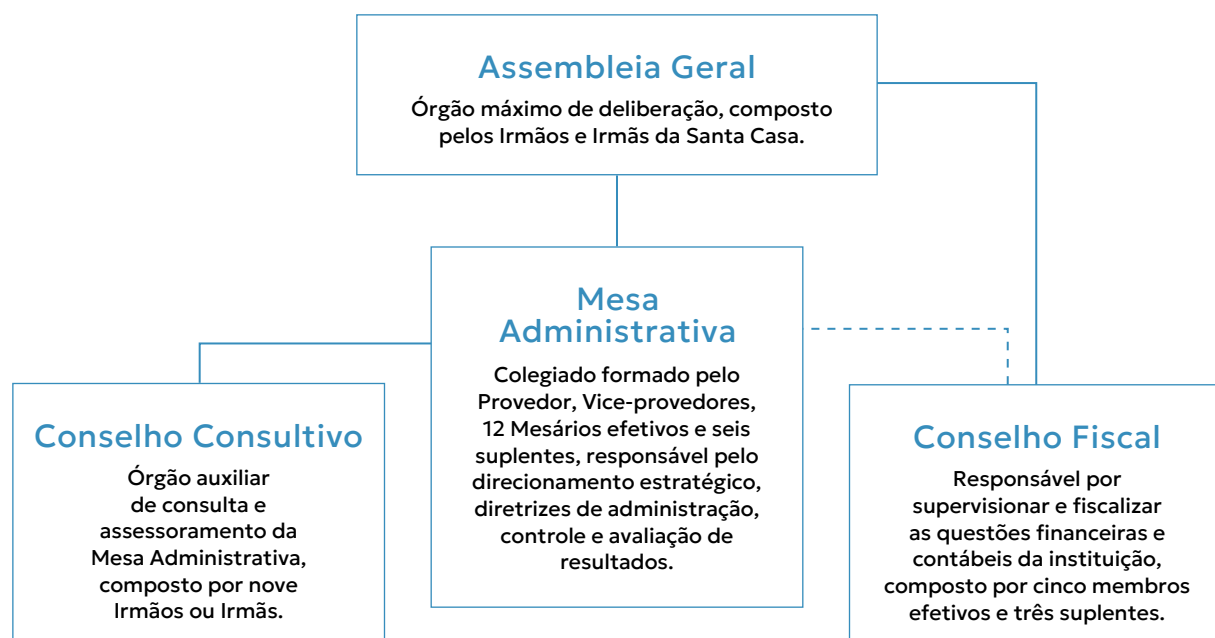 Assembleia Geral
Órgão máximo de deliberação, composto
pelos Irmãos e Irmãs da Santa Casa.
Mesa
Administrativa
Colegiado formado pelo
Provedor, Vice-provedores,
12 Mesários efetivos e seis
suplentes, responsável pelo
direcionamento estratégico,
diretrizes de administração,
controle e avaliação de
resultados.
Conselho Consultivo
Órgão auxiliar
de consulta e
assessoramento da
Mesa Administrativa,
composto por nove
Irmãos ou Irmãs.
Conselho Fiscal
Responsável por
supervisionar e fiscalizar
as questões financeiras e
contábeis da instituição,
composto por cinco membros
efetivos e três suplentes.